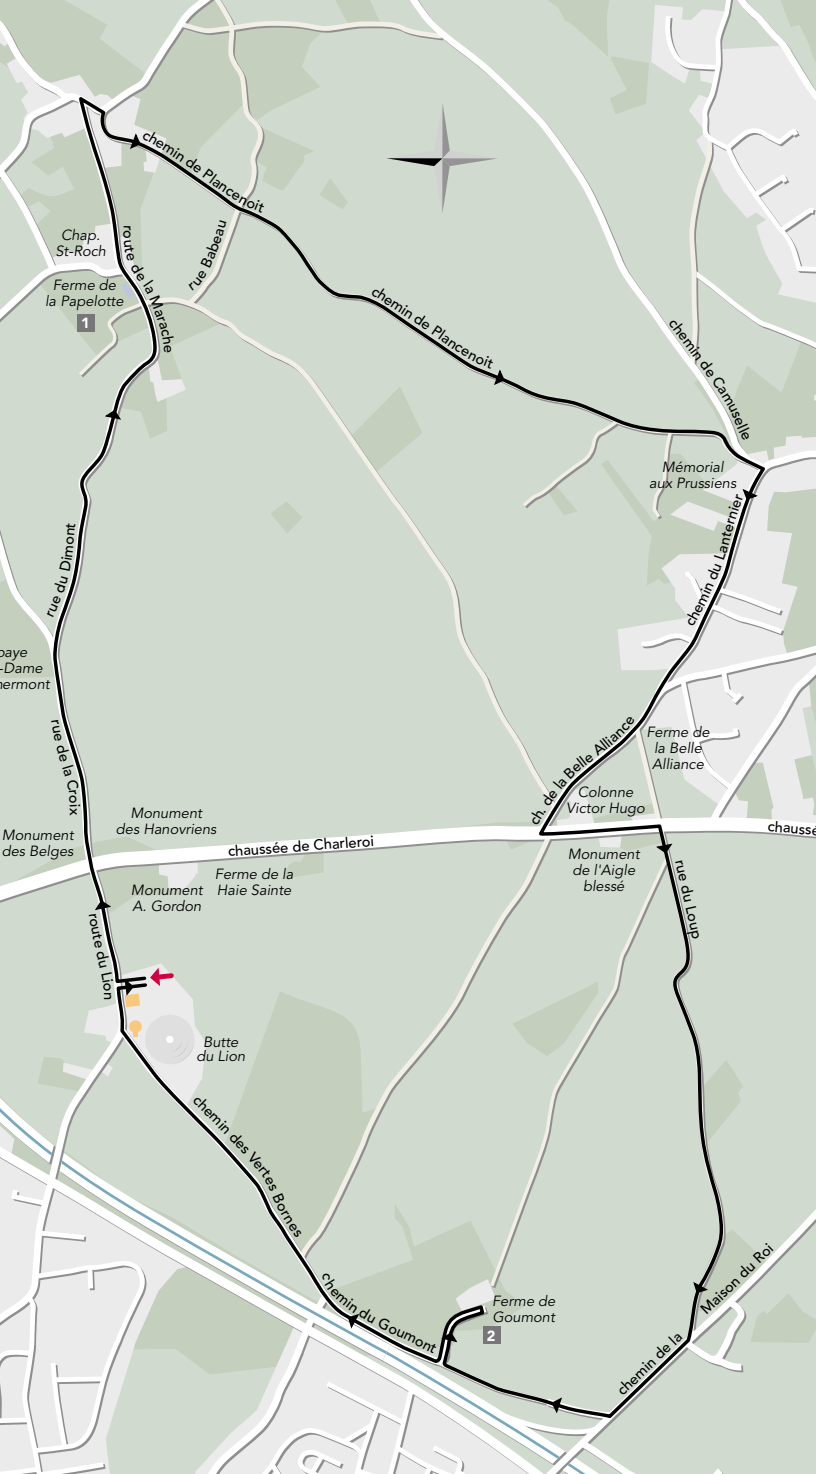 chemin de Plancenoit
Chap.
St-Roch
route de la Marache
rue Babeau
Ferme de
la Papelotte
1
chemin de Plancenoit
chemin de Camuselle
Mémorial
aux Prussiens
chemin du Lanternier
rue du Dimont
paye
-Dame
hermont
rue de la Croix
ch. de la Belle Alliance
Ferme de
la Belle
Alliance
Colonne
Victor Hugo
Monument
des Hanovriens
Monument
des Belges
chaussée de Charleroi
chaussé
Ferme de la
Haie Sainte
Monument
A. Gordon
Monument
de l'Aigle
blessé
rue du Loup
route du Lion
Butte
du Lion
chemin des Vertes Bornes
chemin du Goumont
Ferme de
Goumont
2
chemin de la
Maison du Roi